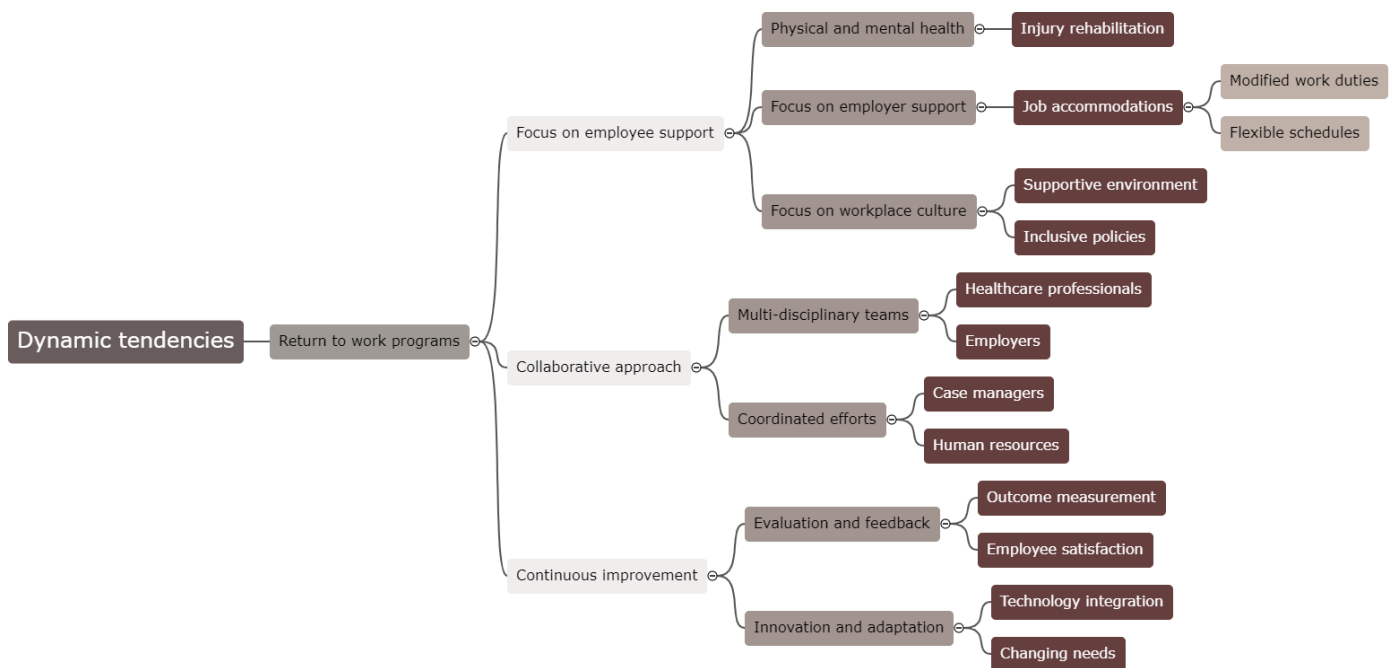 Dynamic tendencies
Return to work programs
Focus on employee support
Physical and mental health
Injury rehabilitation
Focus on employer support
Job accommodations
Modified work duties
Flexible schedules
Focus on workplace culture
Supportive environment
Inclusive policies
Collaborative approach
Multi-disciplinary teams
Healthcare professionals
Employers
Coordinated efforts
Case managers
Human resources
Continuous improvement
Evaluation and feedback
Outcome measurement
Employee satisfaction
Innovation and adaptation
Technology integration
Changing needs